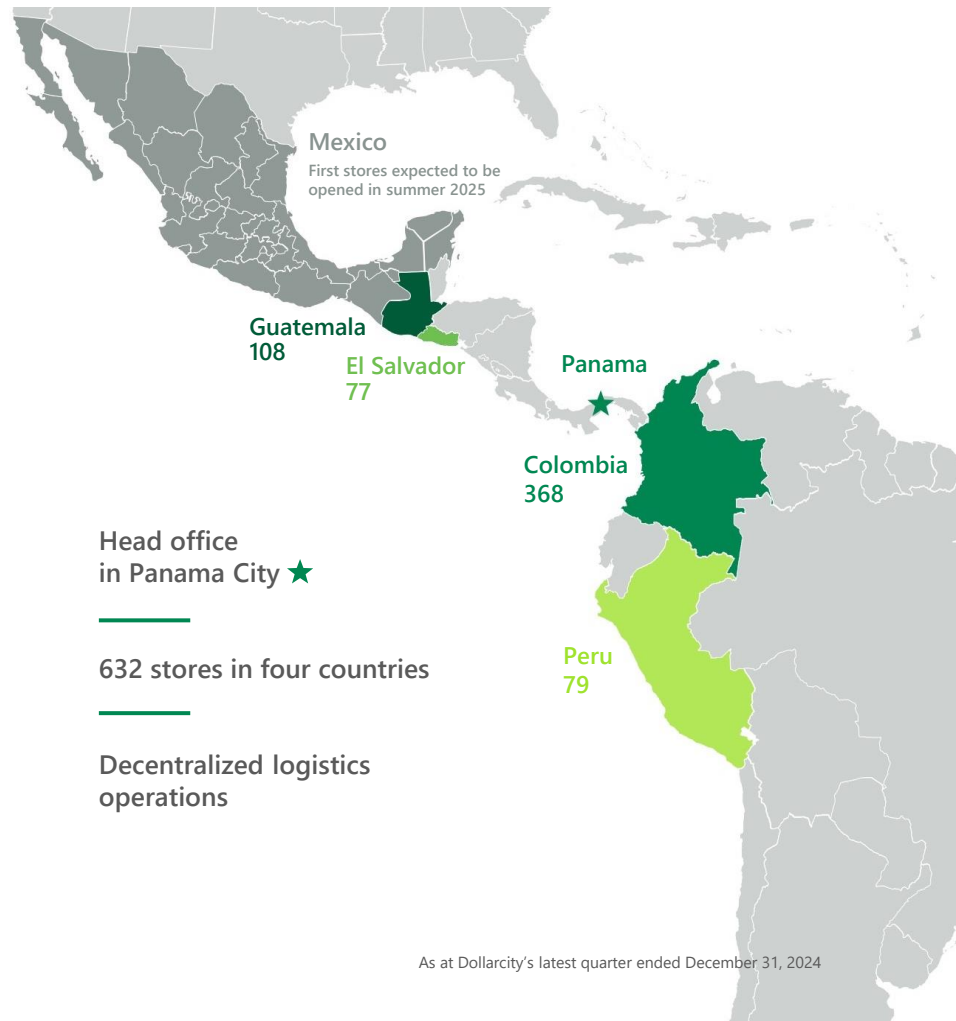 Mexico
First stores expected to be
opened in summer 2025
Guatemala
108
El Salvador
77
Panama
Colombia
368
Head office
in Panama City
632 stores in four countries
Peru
79
Decentralized logistics
operations
As at Dollarcity’s latest quarter ended December 31, 2024